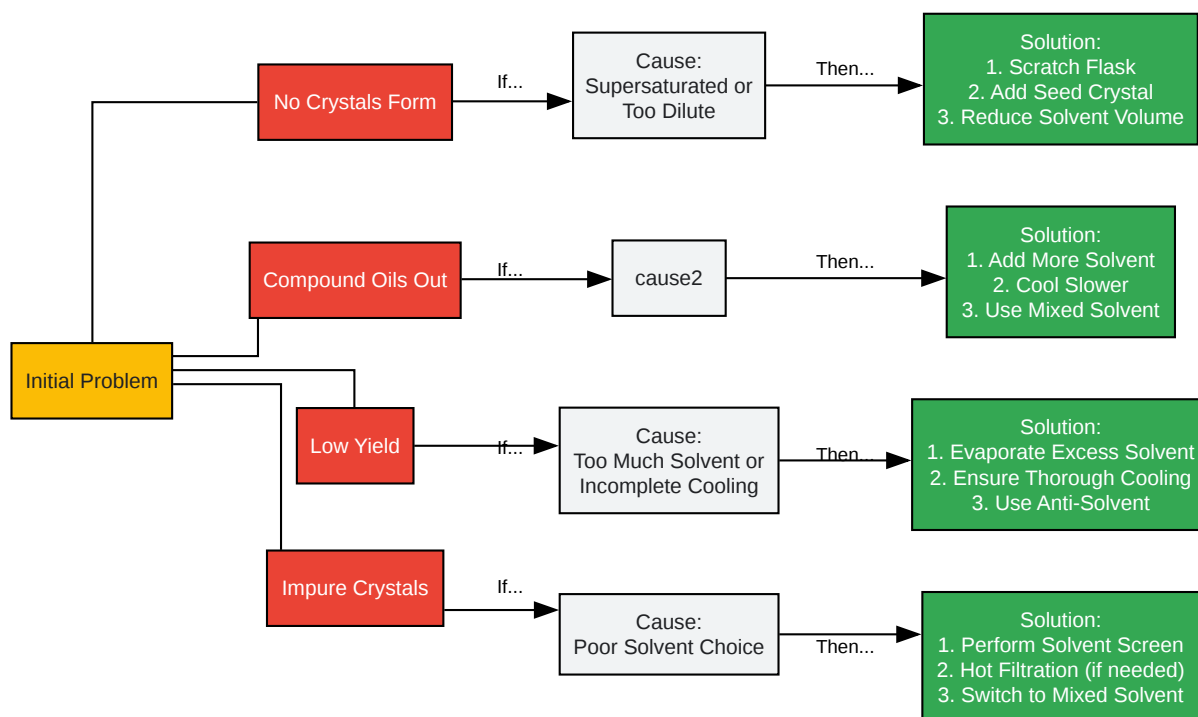 No Crystals Form
If...
Cause:
Supersaturated or
Too Dilute
Then...
Solution:
1. Scratch Flask
2. Add Seed Crystal
3. Reduce Solvent Volume
Compound Oils Out
If...
cause2
Then...
Solution:
1. Add More Solvent
2. Cool Slower
3. Use Mixed Solvent
Initial Problem
Low Yield
If...
Cause:
Too Much Solvent or
Incomplete Cooling
Then...
Solution:
1. Evaporate Excess Solvent
2. Ensure Thorough Cooling
3. Use Anti-Solvent
Impure Crystals
If...
Cause:
Poor Solvent Choice
Then...
Solution:
1. Perform Solvent Screen
2. Hot Filtration (if needed)
3. Switch to Mixed Solvent